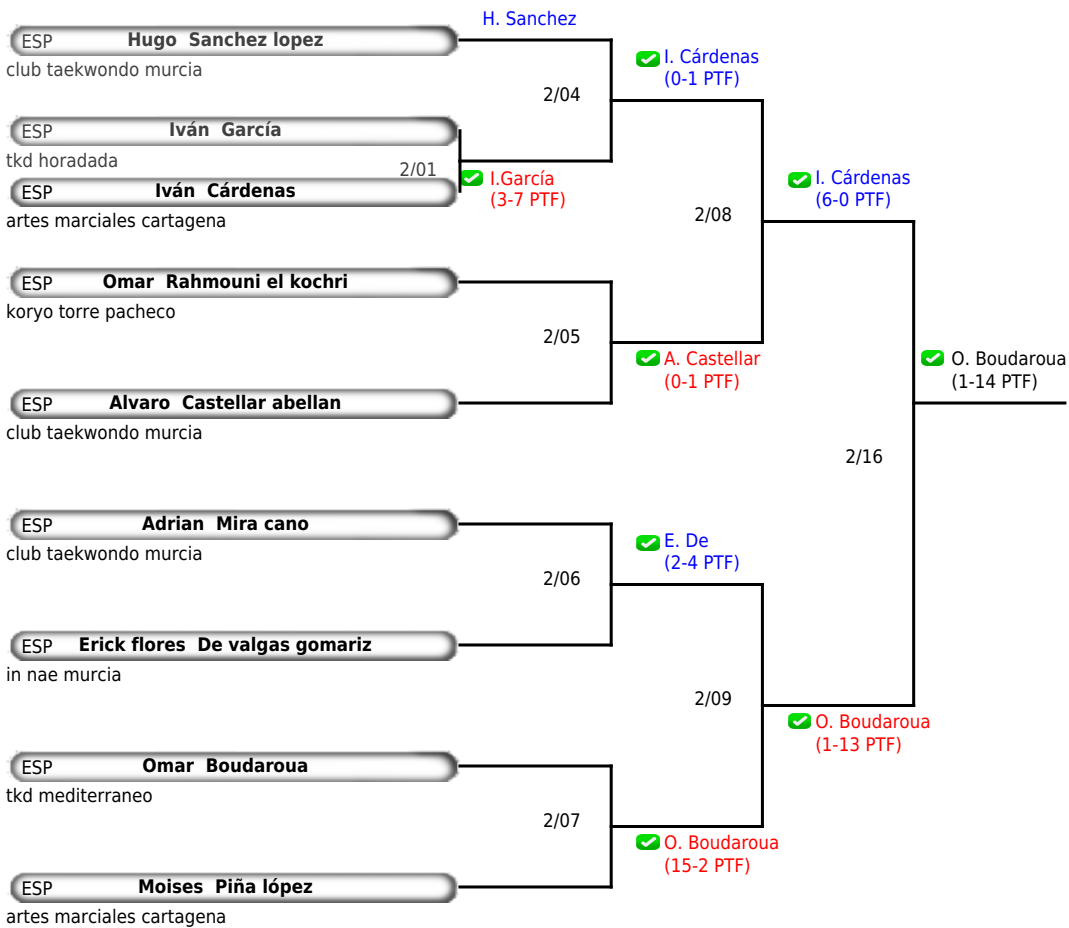 H. Sanchez
ESP Hugo Sanchez lopez
club taekwondo murcia
I. Cárdenas
(0-1 PTF)
2/04
ESP Iván García
tkd horadada
2/01
I.García
(3-7 PTF)
ESP Iván Cárdenas
artes marciales cartagena
I. Cárdenas
(6-0 PTF)
2/08
ESP Omar Rahmouni el kochri
koryo torre pacheco
2/05
A. Castellar
(0-1 PTF)
O. Boudaroua
(1-14 PTF)
ESP Alvaro Castellar abellan
club taekwondo murcia
2/16
ESP Adrian Mira cano
club taekwondo murcia
E. De
(2-4 PTF)
2/06
ESP Erick flores De valgas gomariz
in nae murcia
2/09
O. Boudaroua
(1-13 PTF)
ESP Omar Boudaroua
tkd mediterraneo
2/07
O. Boudaroua
(15-2 PTF)
ESP Moises Piña lópez
artes marciales cartagena